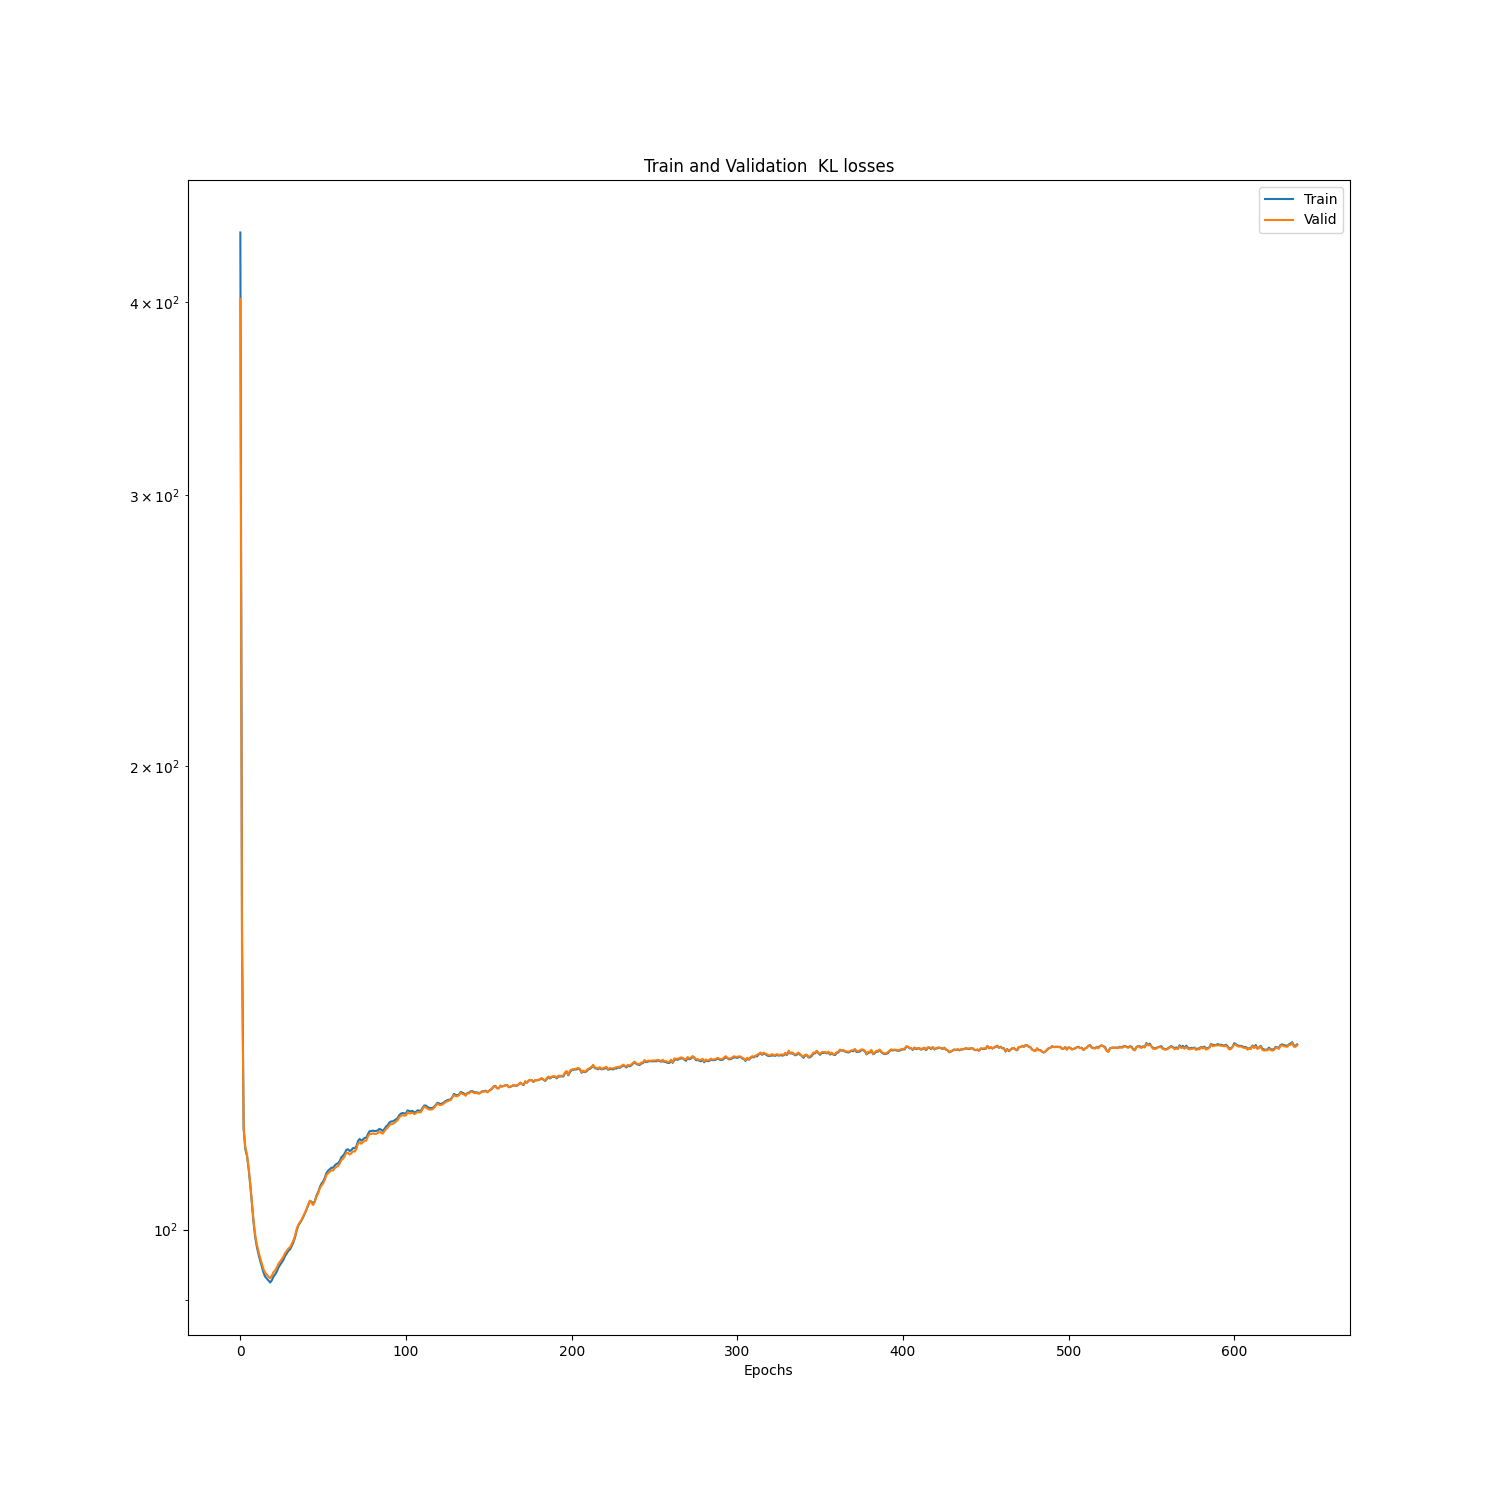 Train and Validation  KL losses
Train
Valid
4 × 10²
3 × 10²
2 × 10²
10²
0 100 200 300 400 500 600
Epochs